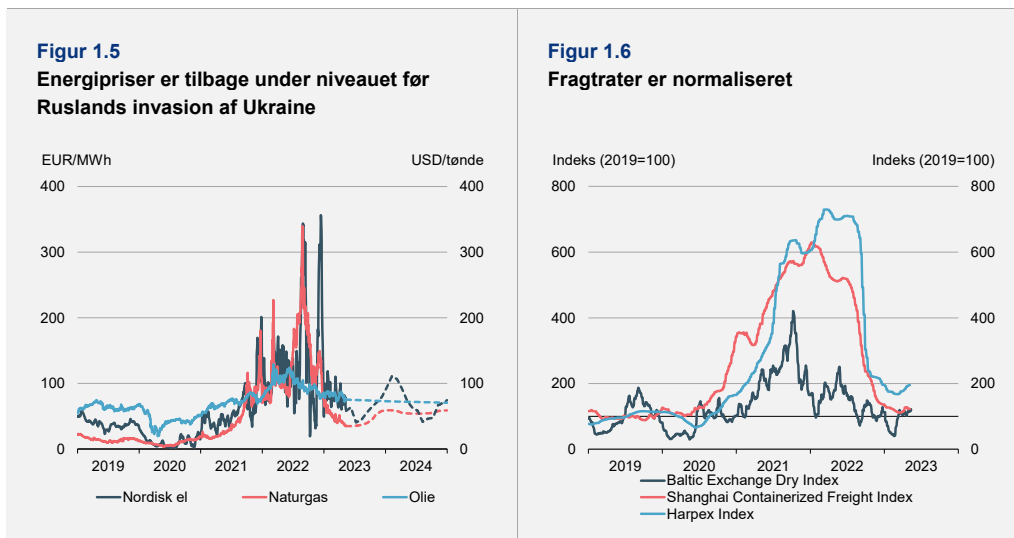 Figur 1.5
Energipriser er tilbage under niveauet før
Ruslands invasion af Ukraine
EUR/MWh USD/tønde
400 400
300 300
200 200
100 100
0 0
2019 2020 2021 2022 2023 2024
Nordisk el Naturgas Olie
Figur 1.6
Fragtrater er normaliseret
Indeks (2019=100) Indeks (2019=100)
800 800
600 600
400 400
200 200
0 0
2019 2020 2021 2022 2023
Baltic Exchange Dry Index
Shanghai Containerized Freight Index
Harpex Index